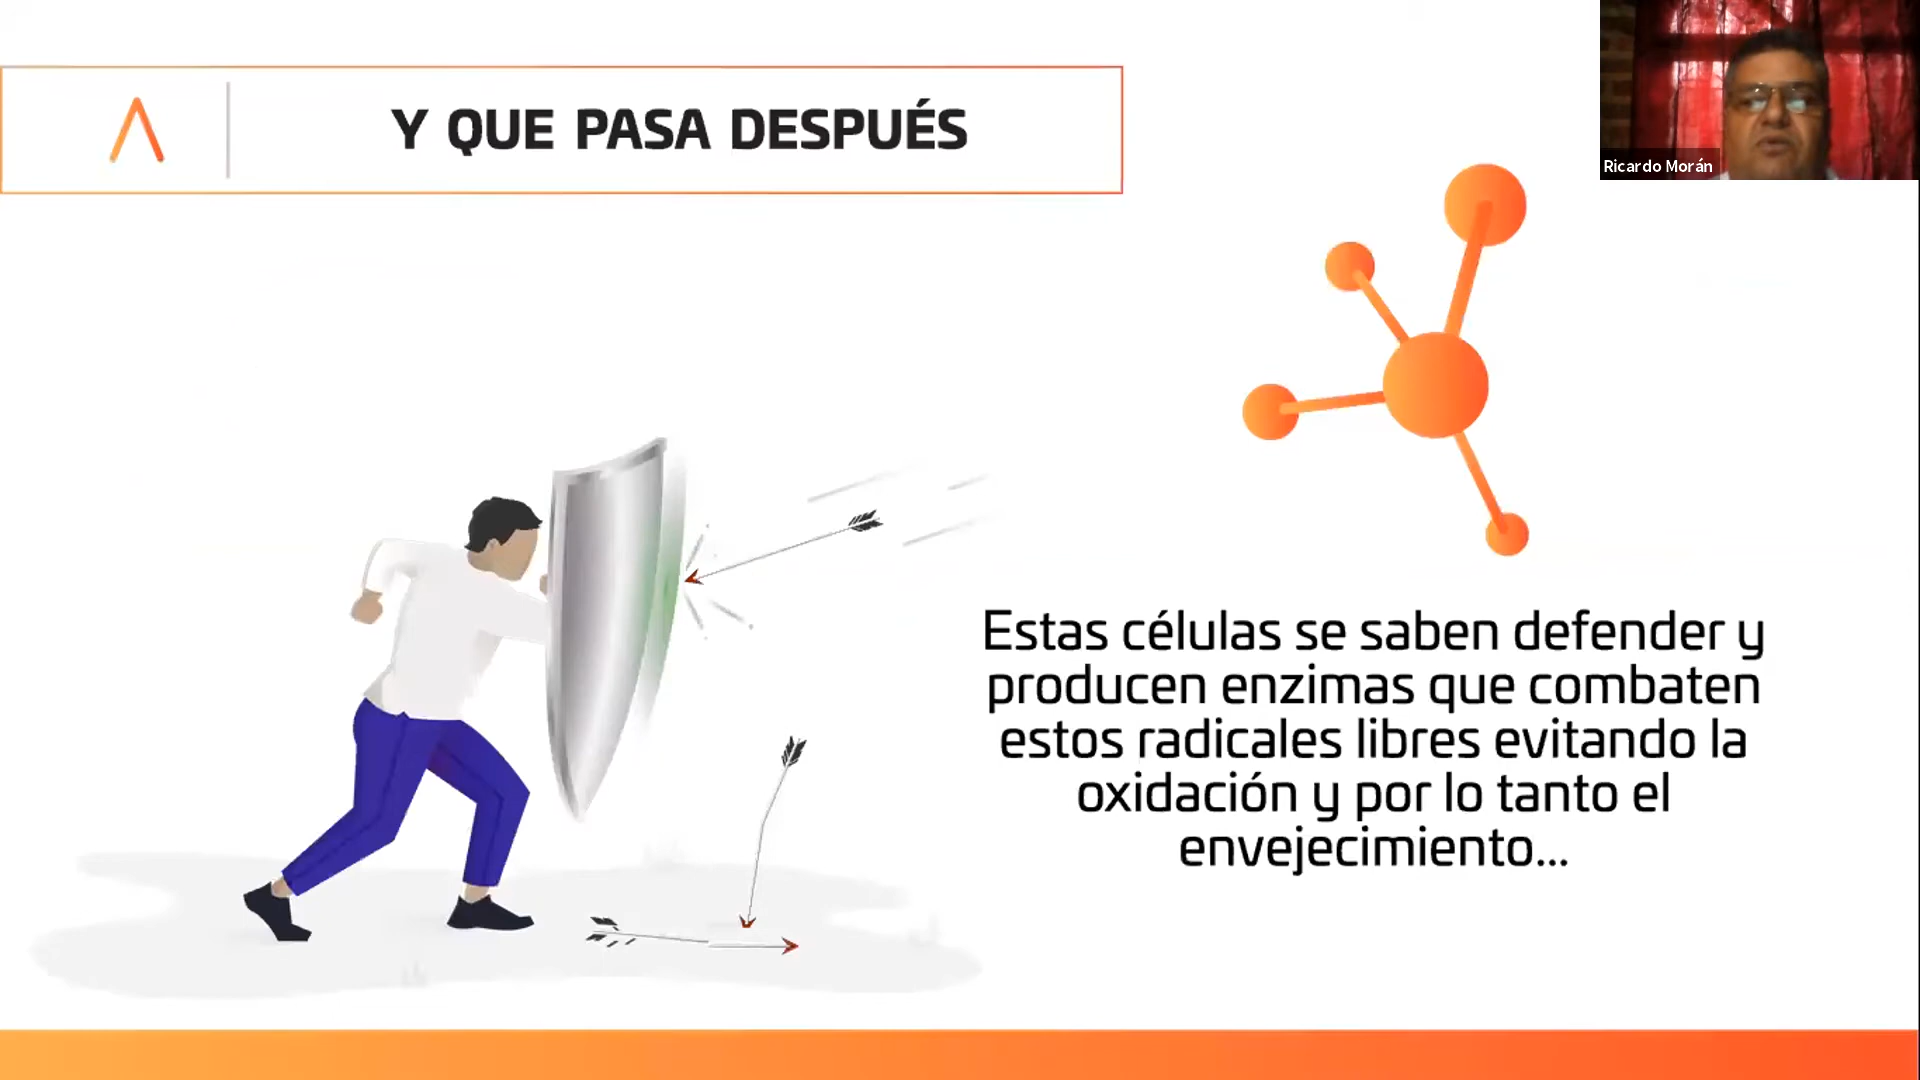 Y QUE PASA DESPUÉS
Ricardo Morán
Estas células se saben defender y
producen enzimas que combaten
estos radicales libres evitando la
oxidación y por lo tanto el
envejecimiento...